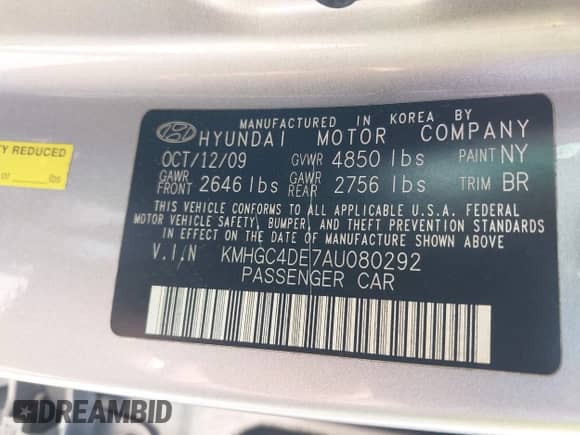 MANUFACTURED IN KOREA BY
HYUNDAI MOTOR COMPANY
OCT/12/09 GVWR 4850 lbs PAINT NY
GAWR FRONT 2646 lbs GAWR REAR 2756 lbs TRIM BR
THIS VEHICLE CONFORMS TO ALL APPLICABLE U.S.A. FEDERAL
MOTOR VEHICLE SAFETY, BUMPER, AND THEFT PREVENTION STANDARDS
IN EFFECT ON THE DATE OF MANUFACTURE SHOWN ABOVE.
V.I.N KMHGC4DE7AU080292
PASSENGER CAR
TY REDUCED
or lbs
DREAMBID